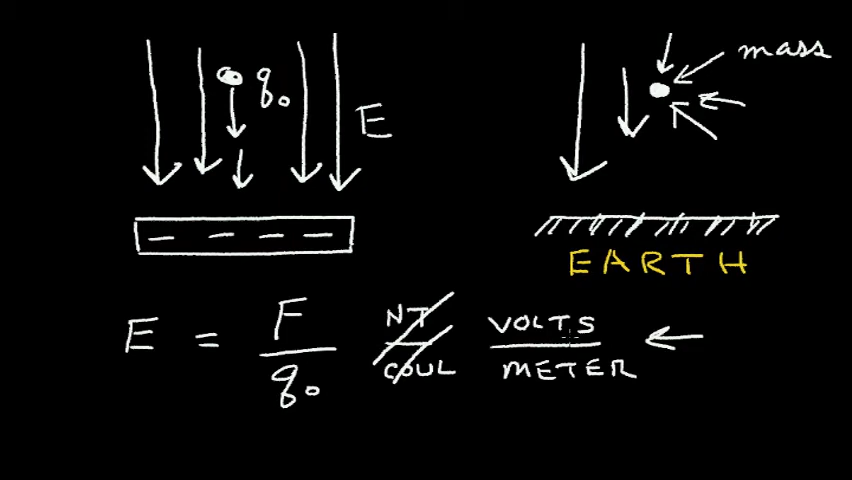 mass
q₀
E
EARTH
E = F/q₀ NT/COUL VOLTS/METER